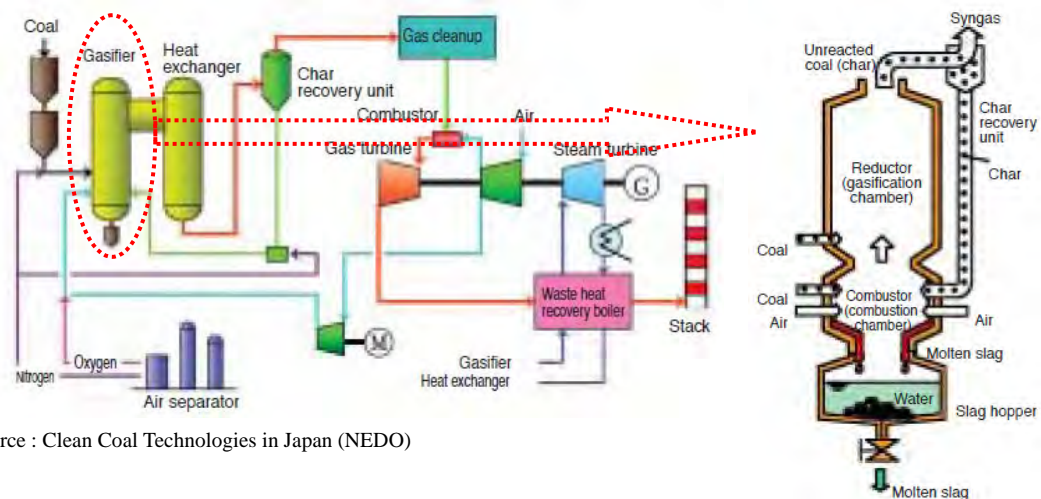 Coal
Gasifier
Heat
exchanger
Char
recovery unit
Gas cleanup
Combustor
Air
Gas turbine
Steam turbine
G
Waste heat
recovery boiler
Stack
M
Gasifier
Heat exchanger
Oxygen
Nitrogen
Air separator
rce : Clean Coal Technologies in Japan (NEDO)
Syngas
Unreacted
coal (char)
Char
recovery
unit
Char
Reductor
(gasification
chamber)
Coal
Coal
Air
Combustor
(combustion
chamber)
Air
Molten slag
Water
Slag hopper
Molten slag